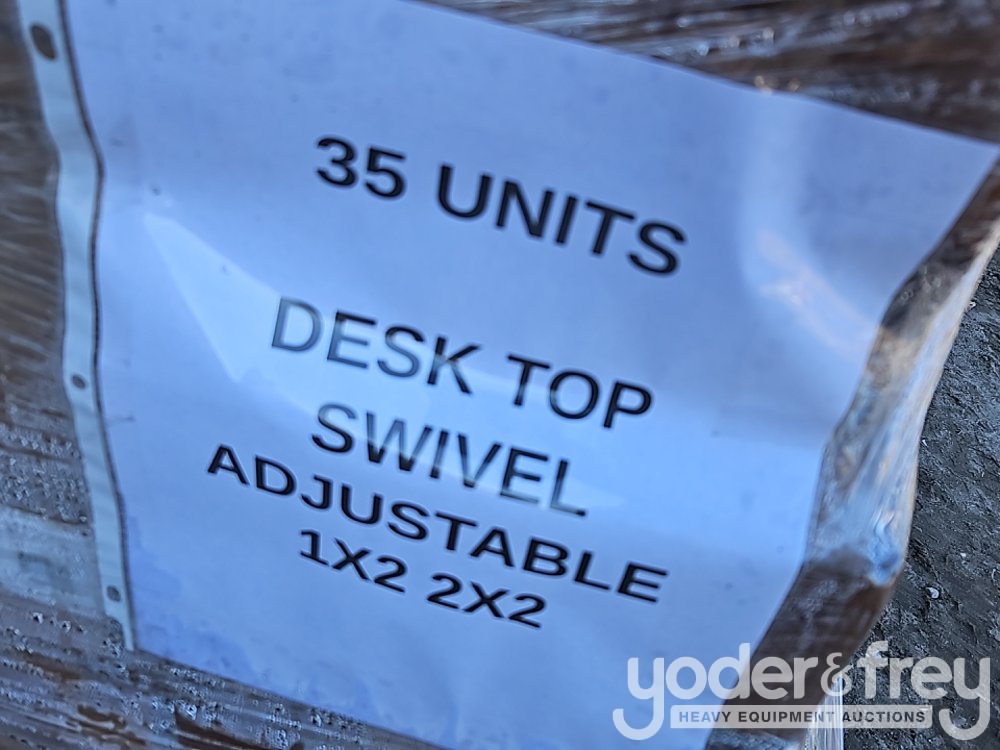 35 UNITS
DESK TOP
SWIVEL
ADJUSTABLE
1X2 2X2
yoder&frey
HEAVY EQUIPMENT AUCTIONS